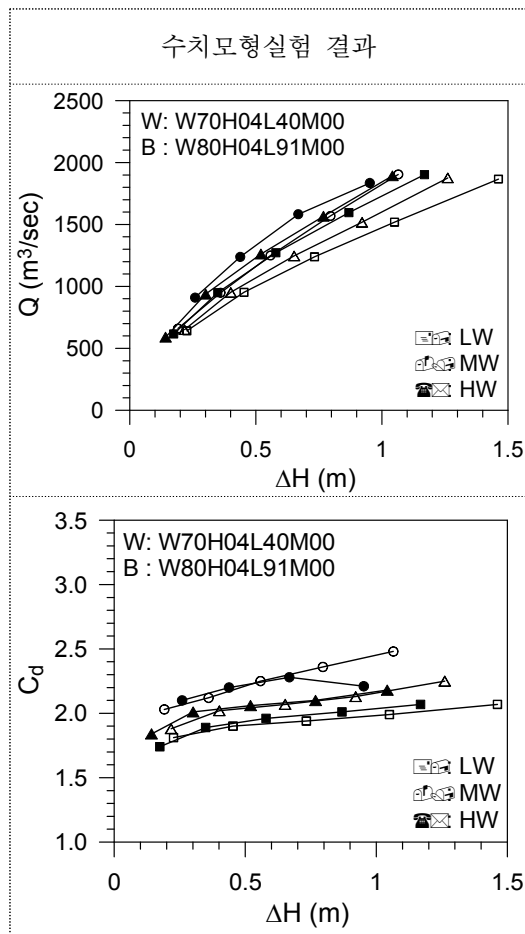 수치모형실험 결과
2500
2000
1500
1000
500
0
Q (m³/sec)
W: W70H04L40M00
B : W80H04L91M00
LW
MW
HW
0 0.5 1 1.5
ΔH (m)
3.5
3.0
2.5
2.0
1.5
1.0
C_d
W: W70H04L40M00
B : W80H04L91M00
LW
MW
HW
0 0.5 1 1.5
ΔH (m)